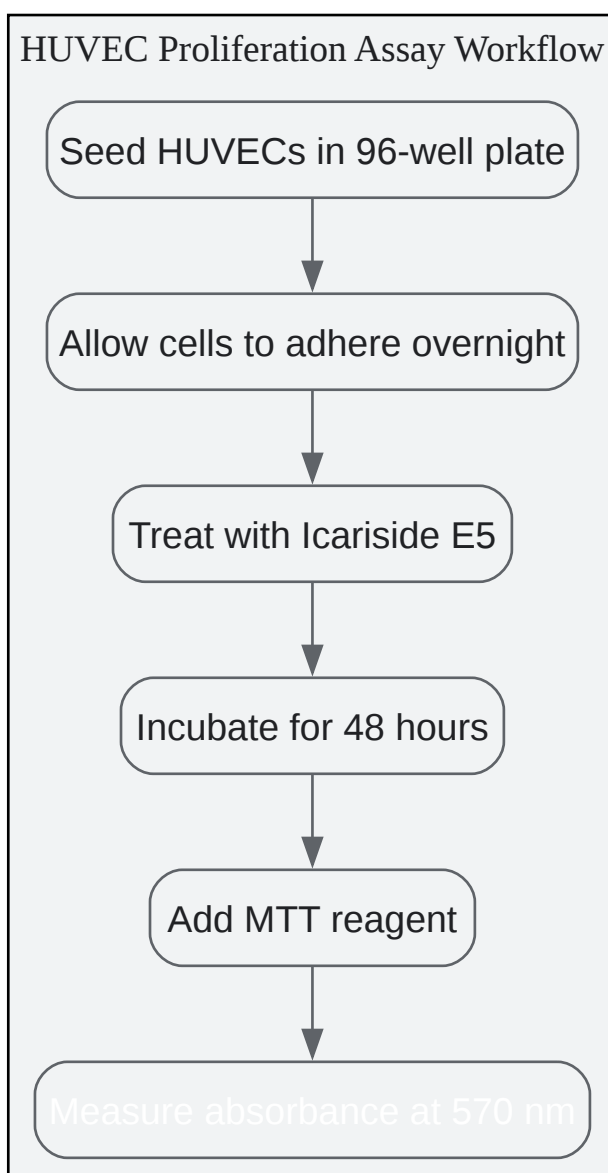 HUVEC Proliferation Assay Workflow
Seed HUVECs in 96-well plate
Allow cells to adhere overnight
Treat with Icariside E5
Incubate for 48 hours
Add MTT reagent
Measure absorbance at 570 nm